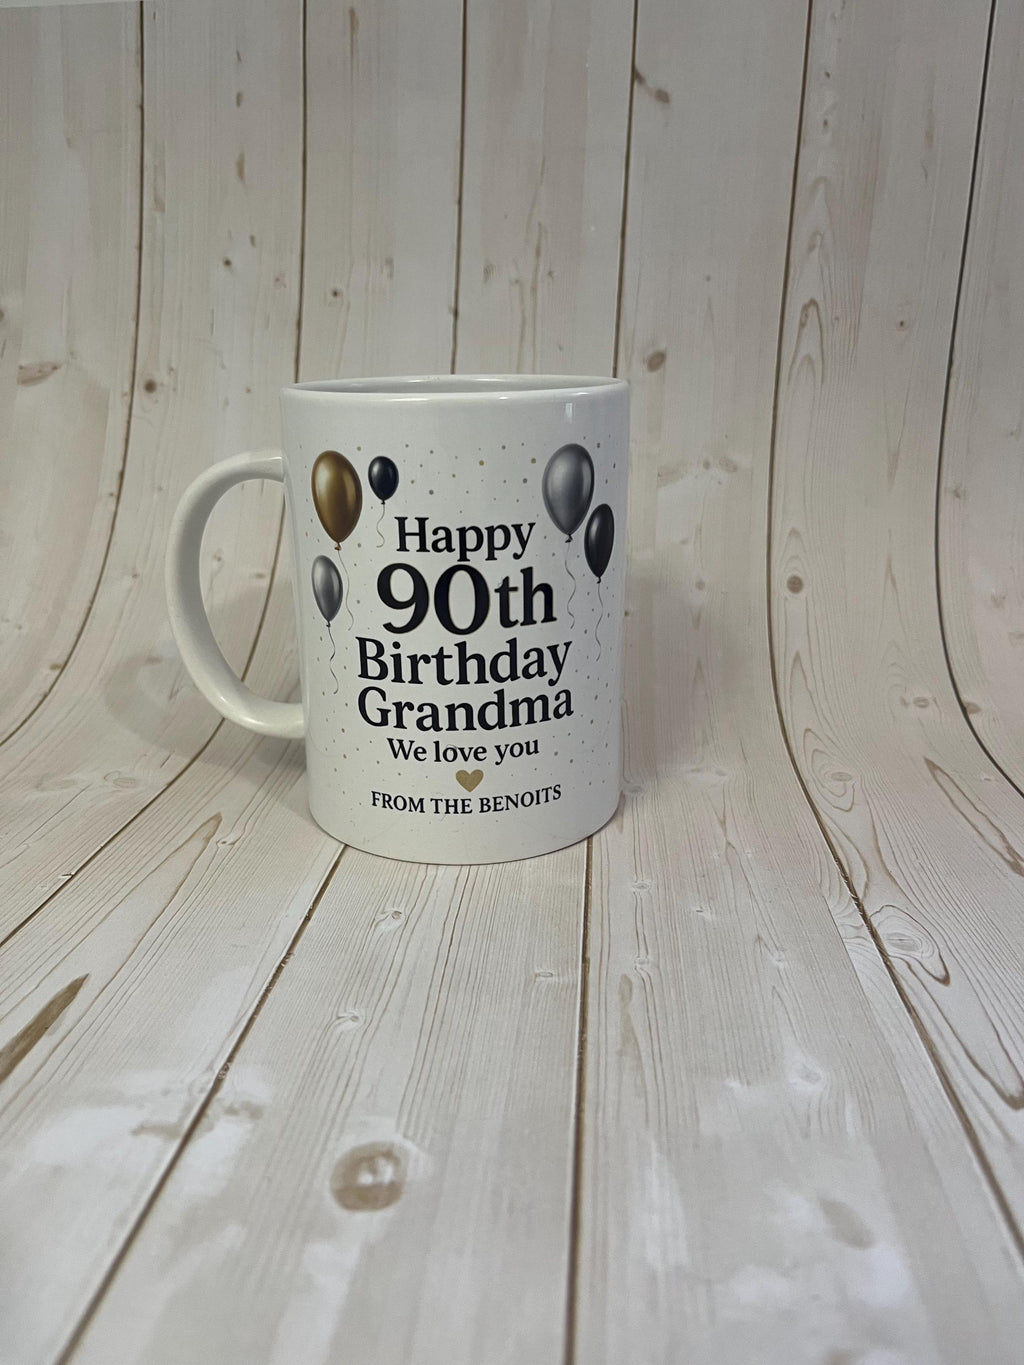 Happy
90th
Birthday
Grandma
We love you
FROM THE BENOITS